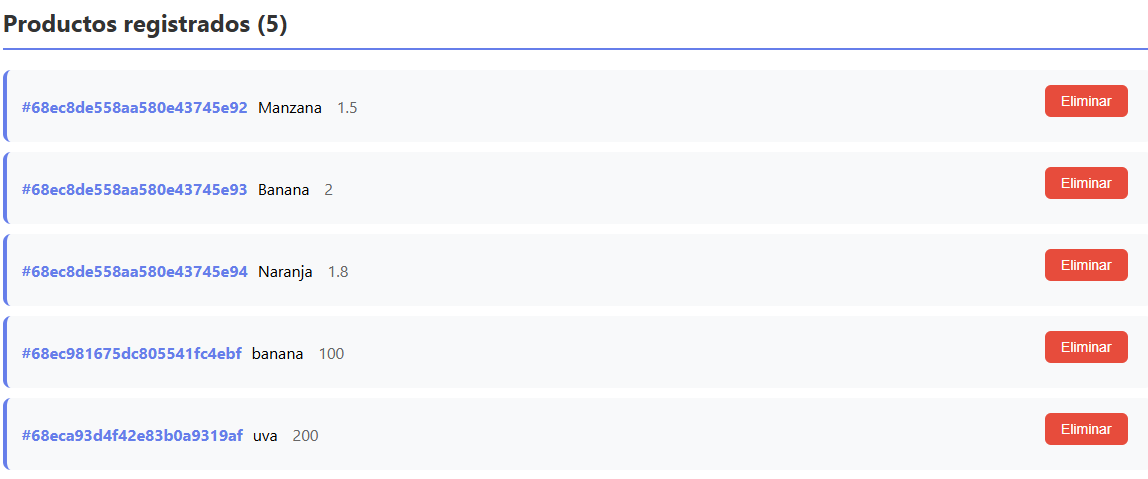 Productos registrados (5)
#68ec8de558aa580e43745e92 Manzana 1.5 Eliminar
#68ec8de558aa580e43745e93 Banana 2 Eliminar
#68ec8de558aa580e43745e94 Naranja 1.8 Eliminar
#68ec981675dc805541fc4ebf banana 100 Eliminar
#68eca93d4f42e83b0a9319af uva 200 Eliminar